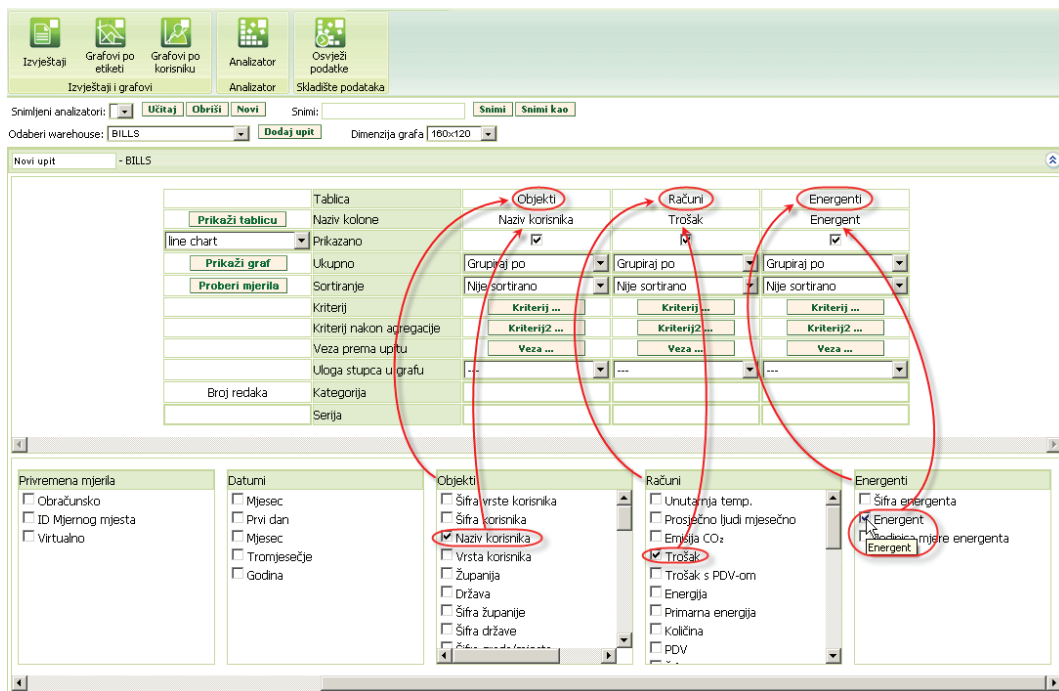 Izvještaji
Grafovi po etiketi
Grafovi po korisniku
Analizator
Osvježi podatke
Izvještaji i grafovi
Analizator
Skladište podataka
Snimljeni analizatori: Učitaj Obriši Novi Snimi: Snimi Snimi kao
Odaberi warehouse: BILLS Dodaj upit Dimenzija grafa 160x120
Novi upit - BILLS
Tablica Objekti Računi Energenti
Prikaži tablicu Naziv kolone Naziv korisnika Trošak Energent
line chart Prikazano
Prikaži graf Ukupno Grupiraj po Grupiraj po Grupiraj po
Proberi mjerila Sortiranje Nije sortirano Nije sortirano Nije sortirano
Kriterij Kriterij ... Kriterij ... Kriterij ...
Kriterij nakon agregacije Kriterij2 ... Kriterij2 ... Kriterij2 ...
Veza prema upitu Veza ... Veza ... Veza ...
Uloga stupca u grafu --- --- ---
Broj redaka Kategorija
Serija
Privremena mjerila
Obračunsko
ID Mjernog mjesta
Virtualno
Datumi
Mjesec
Prvi dan
Mjesec
Tromjesečje
Godina
Objekti
Šifra vrste korisnika
Šifra korisnika
Naziv korisnika
Vrsta korisnika
Županija
Država
Šifra županije
Šifra države
Računi
Unutarnja temp.
Prosječno ljudi mjesečno
Emisija CO₂
Trošak
Trošak s PDV-om
Energija
Primarna energija
Količina
PDV
Energenti
Šifra energenta
Energent
mjere energenta
Energent